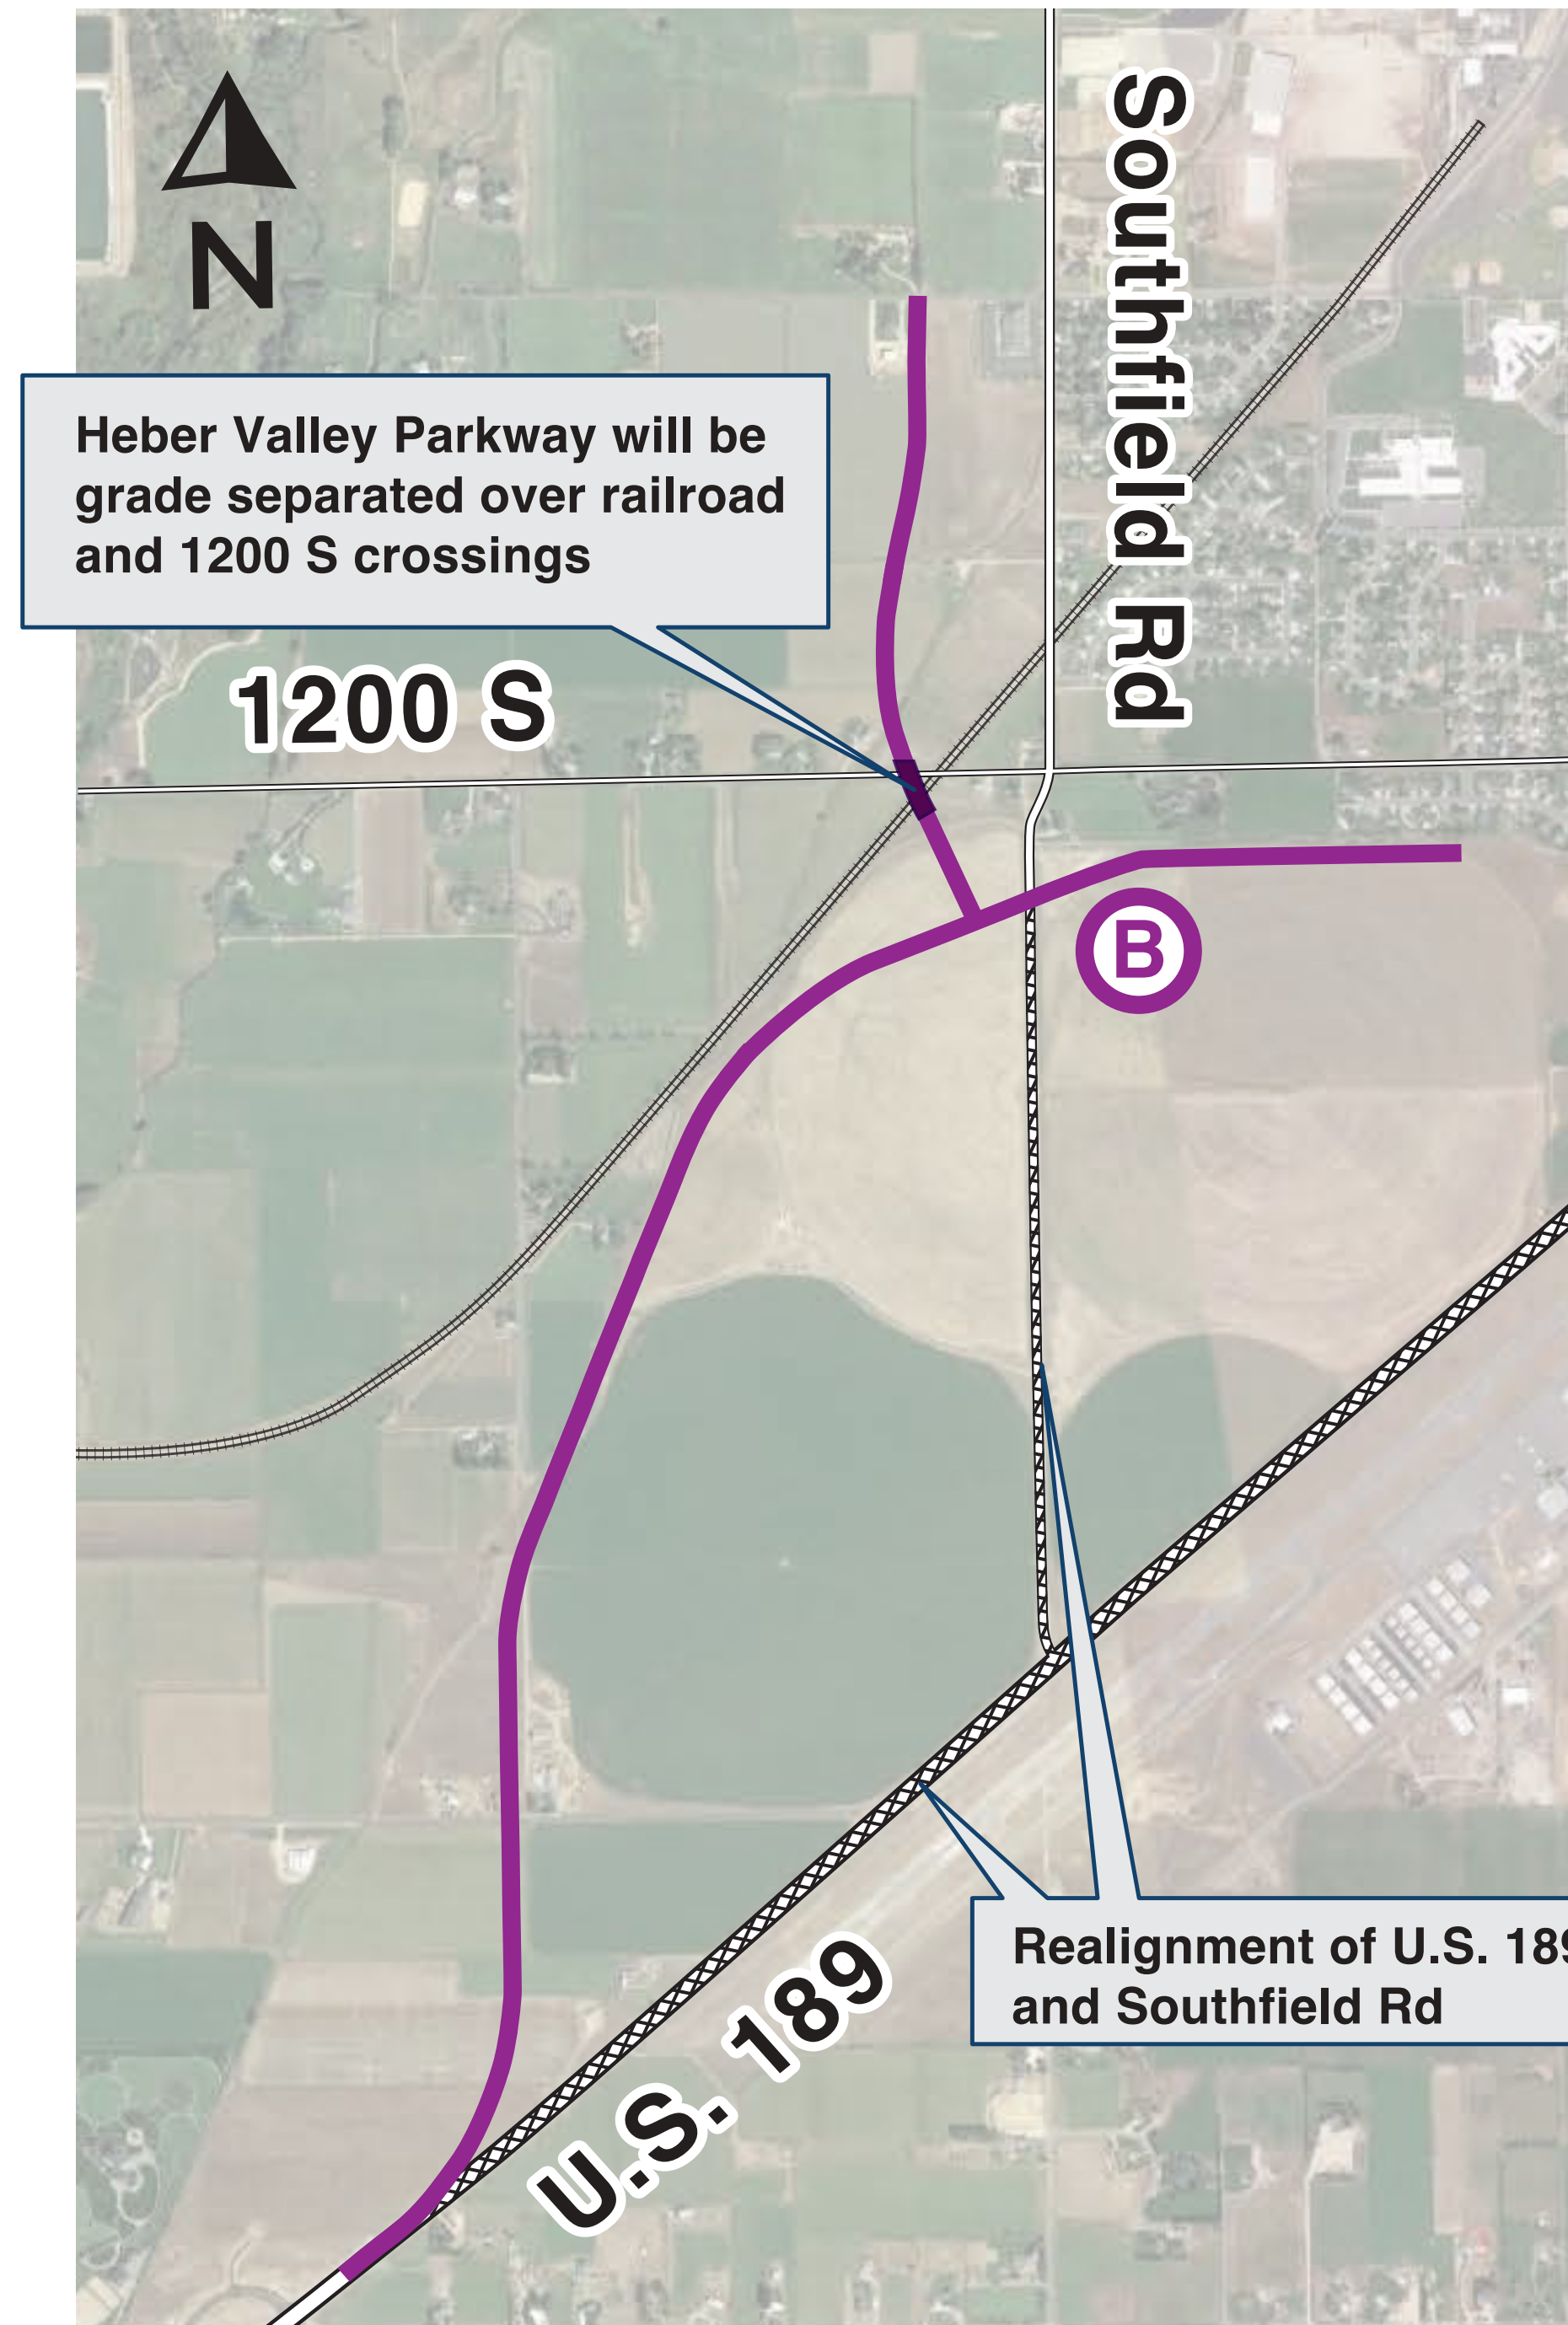 N
Southfield Rd
Heber Valley Parkway will be
grade separated over railroad
and 1200 S crossings
1200 S
B
Realignment of U.S. 189
and Southfield Rd
U.S. 189